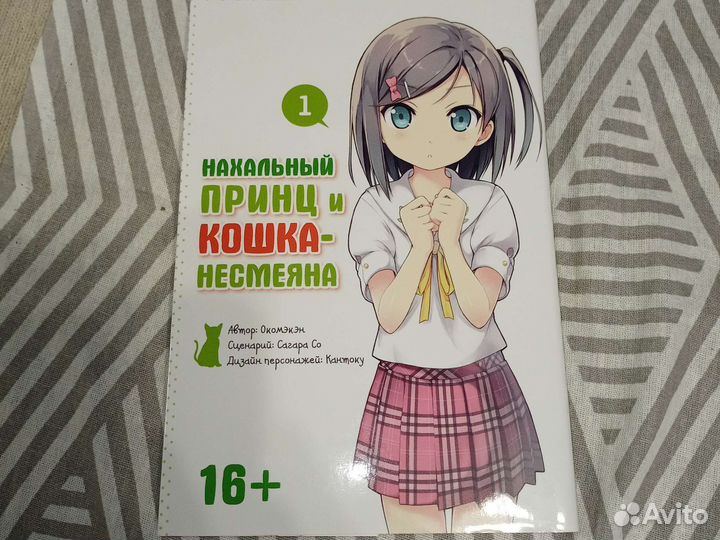 1
НАХАЛЬНЫЙ
ПРИНЦ и
КОШКА-
НЕСМЕЯНА
Автор: Окомэкэн
Сценарий: Сагара Со
Дизайн персонажей: Кантоку
16+
Avito